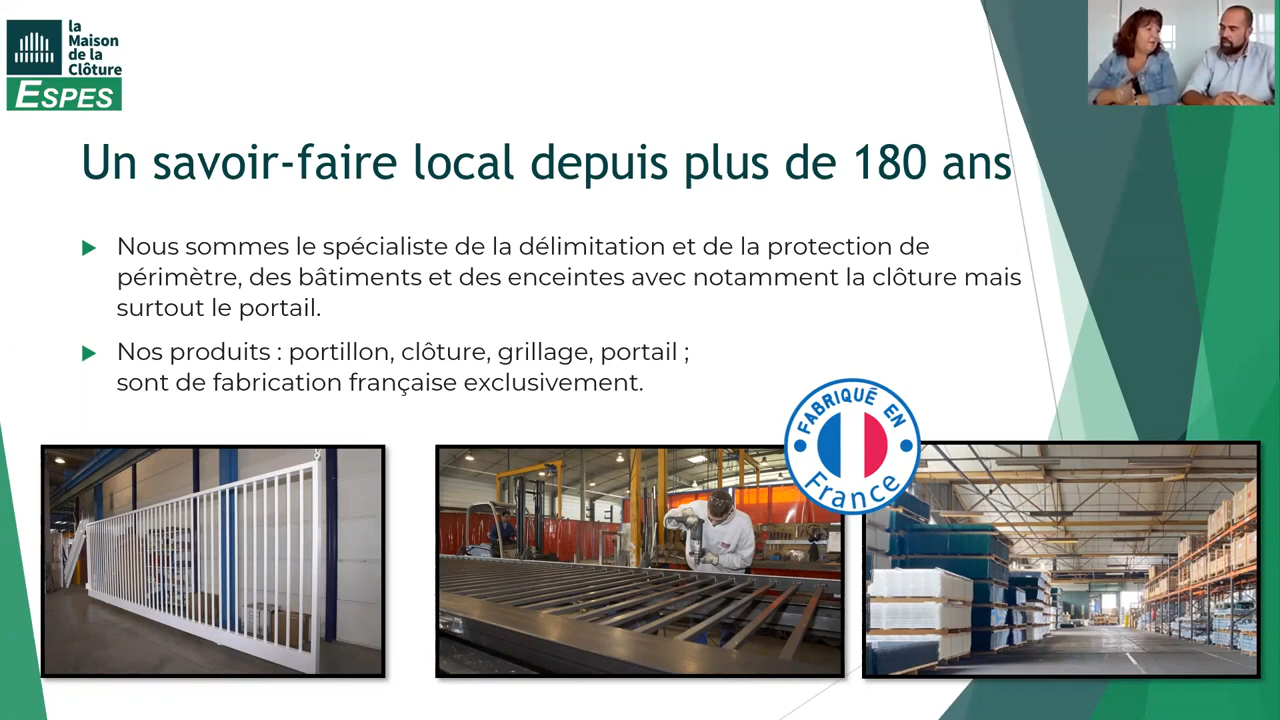 la
Maison
de la
Clôture
ESPES
Un savoir-faire local depuis plus de 180 ans
Nous sommes le spécialiste de la délimitation et de la protection de
périmètre, des bâtiments et des enceintes avec notamment la clôture mais
surtout le portail.
Nos produits : portillon, clôture, grillage, portail ;
sont de fabrication française exclusivement.
FABRIQUÉ EN
France